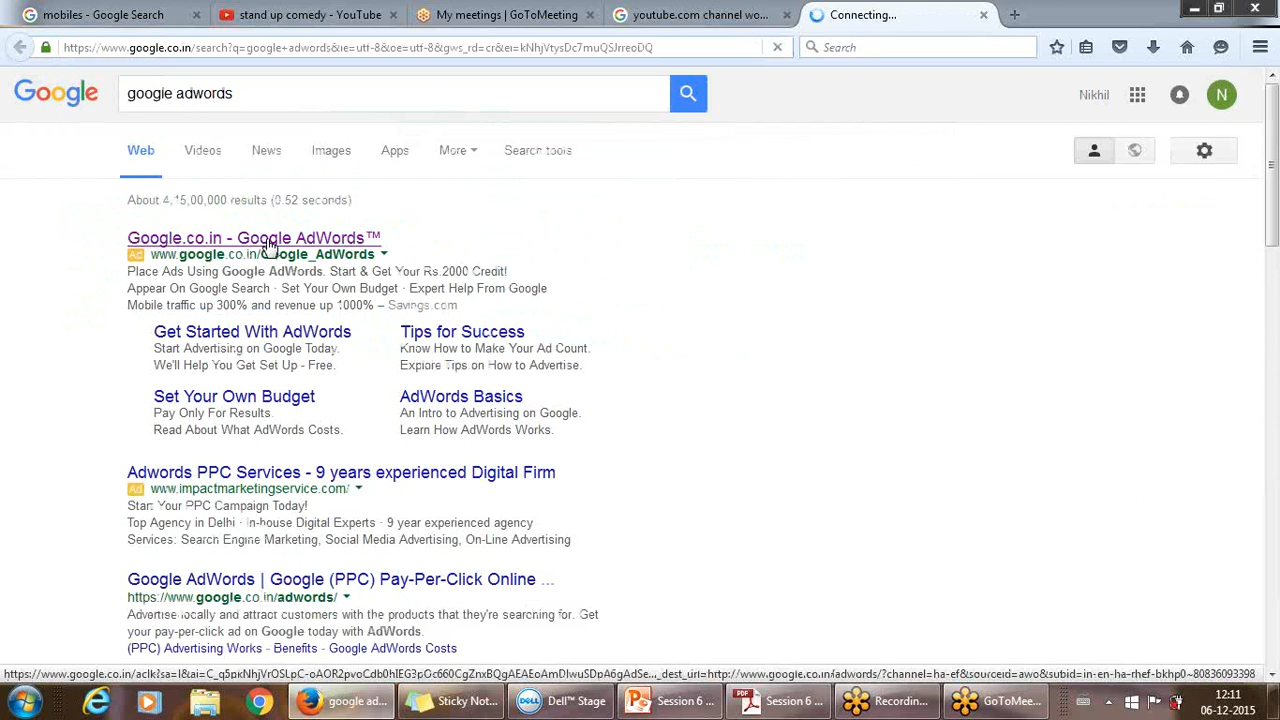 mobiles - Google Search
stand up comedy - YouTube
My meetings | GoToMeeting
youtube.com channel wo...
Connecting...
https://www.google.co.in/search?q=google+adwords&ie=utf-8&oe=utf-8&gws_rd=cr&ei=kNhjVtysDc7muQSJrreoDQ
Search
Google
google adwords
Nikhil
N
Web
Videos
News
Images
Apps
More
Search tools
About 4,15,00,000 results (0.52 seconds)
Google.co.in - Google AdWords™
Ad www.google.co.in/Google_AdWords
Place Ads Using Google AdWords. Start & Get Your Rs.2000 Credit!
Appear On Google Search · Set Your Own Budget · Expert Help From Google
Mobile traffic up 300% and revenue up 1000% – Savings.com
Get Started With AdWords
Start Advertising on Google Today.
We'll Help You Get Set Up - Free.
Tips for Success
Know How to Make Your Ad Count.
Explore Tips on How to Advertise.
Set Your Own Budget
Pay Only For Results.
Read About What AdWords Costs.
AdWords Basics
An Intro to Advertising on Google.
Learn How AdWords Works.
Adwords PPC Services - 9 years experienced Digital Firm
Ad www.impactmarketingservice.com/
Start Your PPC Campaign Today!
Top Agency in Delhi · In-house Digital Experts · 9 year experienced agency
Services: Search Engine Marketing, Social Media Advertising, On-Line Advertising
Google AdWords | Google (PPC) Pay-Per-Click Online ...
https://www.google.co.in/adwords/
Advertise locally and attract customers with the products that they're searching for. Get
your pay-per-click ad on Google today with AdWords.
(PPC) Advertising Works - Benefits - Google AdWords Costs
google ad...
Sticky Not...
Dell™ Stage
Session 6 ...
Session 6 ...
Recordin...
GoToMee...
12:11
06-12-2015